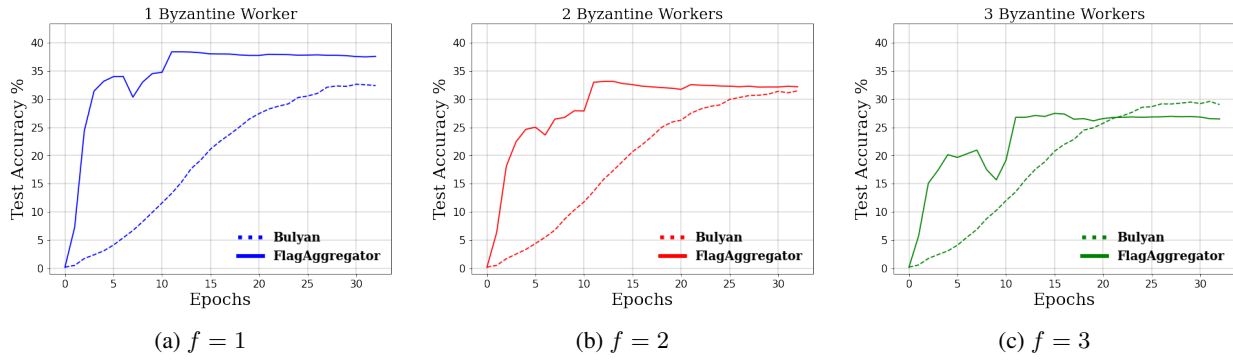 1 Byzantine Worker
Test Accuracy %
40
35
30
25
20
15
10
5
0
0 5 10 15 20 25 30
Epochs
Bulyan
FlagAggregator
(a) f = 1
2 Byzantine Workers
Test Accuracy %
40
35
30
25
20
15
10
5
0
0 5 10 15 20 25 30
Epochs
Bulyan
FlagAggregator
(b) f = 2
3 Byzantine Workers
Test Accuracy %
40
35
30
25
20
15
10
5
0
0 5 10 15 20 25 30
Epochs
Bulyan
FlagAggregator
(c) f = 3